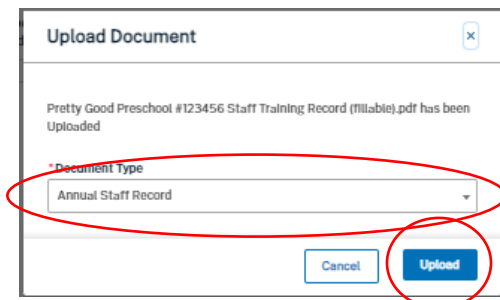 Upload Document
×
Pretty Good Preschool #123456 Staff Training Record (fillable).pdf has been
Uploaded
*Document Type
Annual Staff Record
Cancel
Upload